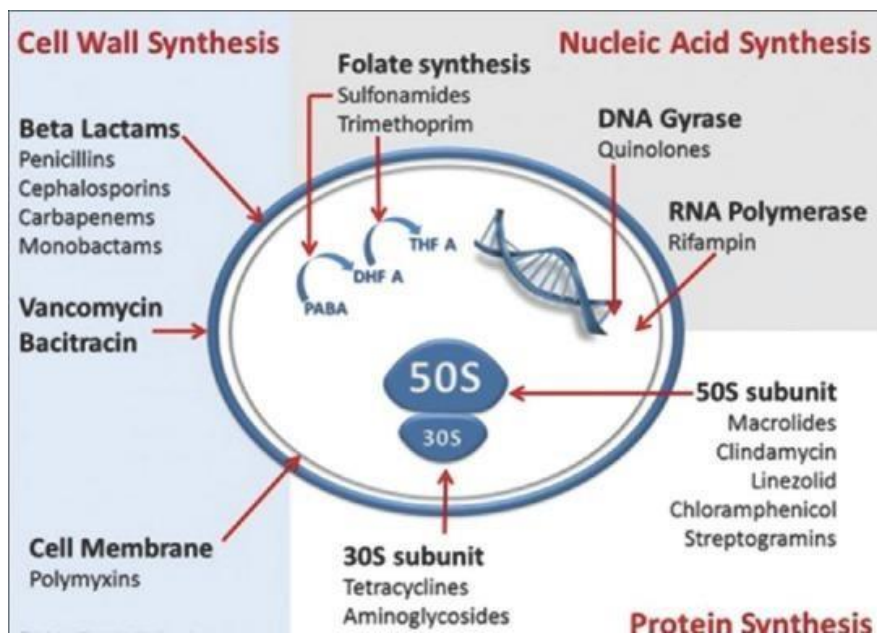 Cell Wall Synthesis
Nucleic Acid Synthesis
Folate synthesis
Sulfonamides
Trimethoprim
Beta Lactams
Penicillins
Cephalosporins
Carbapenems
Monobactams
DNA Gyrase
Quinolones
RNA Polymerase
Rifampin
THF A
DHF A
PABA
Vancomycin
Bacitracin
50S
30S
50S subunit
Macrolides
Clindamycin
Linezolid
Chloramphenicol
Streptogramins
Cell Membrane
Polymyxins
30S subunit
Tetracyclines
Aminoglycosides
Protein Synthesis